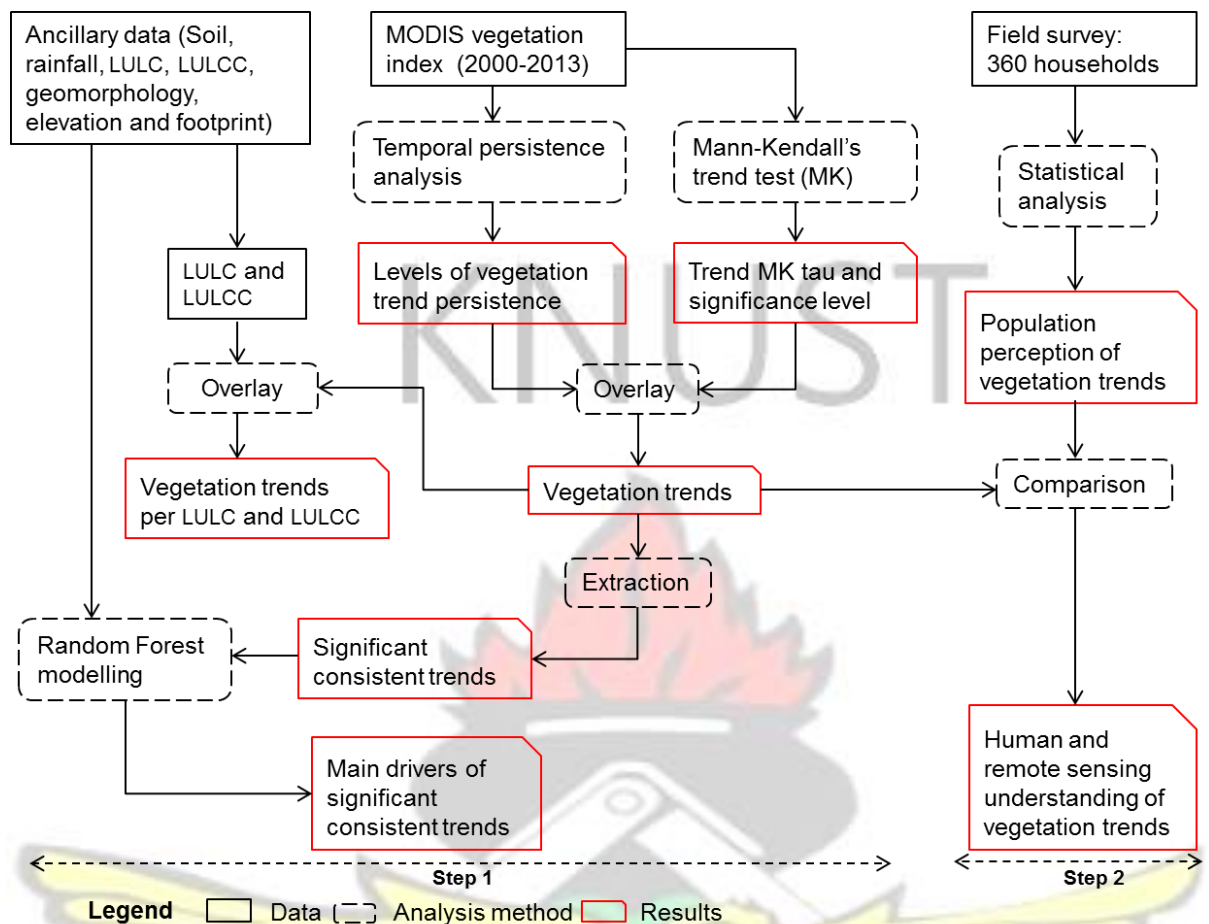 Ancillary data (Soil,
rainfall, LULC, LULCC,
geomorphology,
elevation and footprint)
MODIS vegetation
index (2000-2013)
Field survey:
360 households
Temporal persistence
analysis
Mann-Kendall's
trend test (MK)
Statistical
analysis
LULC and
LULCC
Levels of vegetation
trend persistence
Trend MK tau and
significance level
KNUST
Population
perception of
vegetation trends
Overlay
Overlay
Vegetation trends
per LULC and LULCC
Vegetation trends
Comparison
Extraction
Random Forest
modelling
Significant
consistent trends
Main drivers of
significant
consistent trends
Human and
remote sensing
understanding of
vegetation trends
Step 1
Step 2
Legend Data Analysis method Results